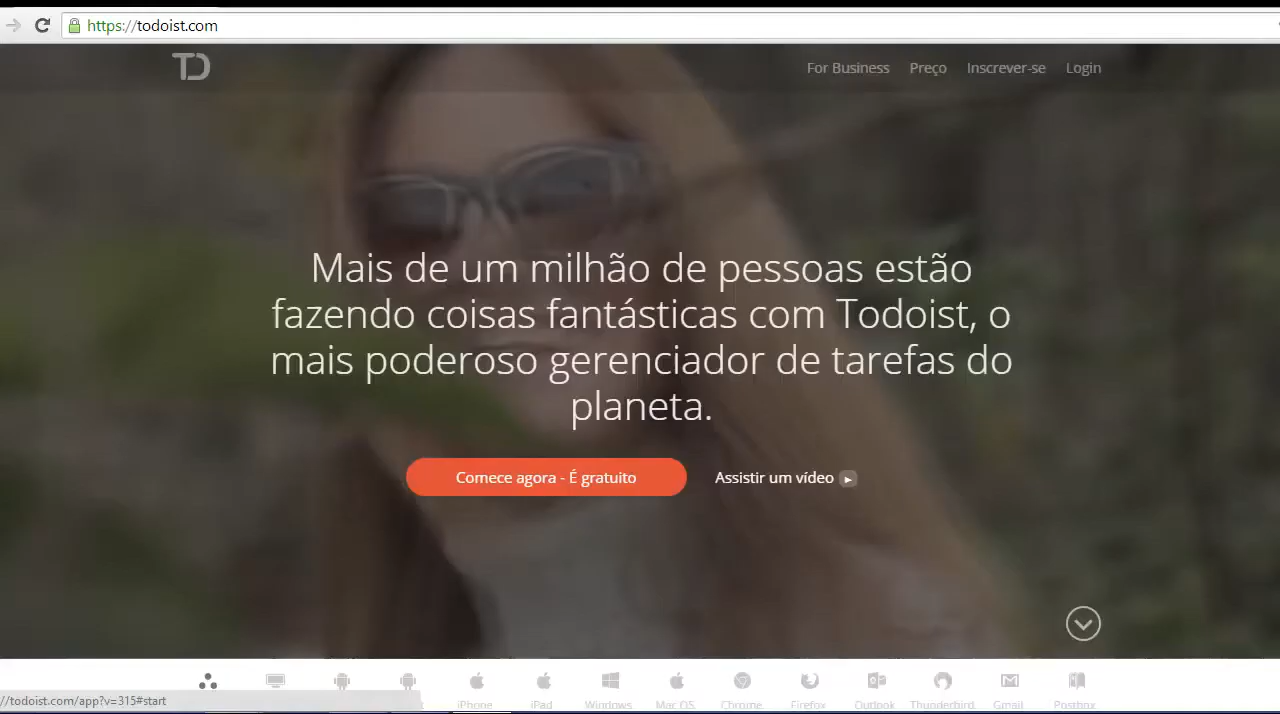 https://todoist.com
TD
For Business
Preço
Inscrever-se
Login
Mais de um milhão de pessoas estão
fazendo coisas fantásticas com Todoist, o
mais poderoso gerenciador de tarefas do
planeta.
Comece agora - É gratuito
Assistir um vídeo
iPhone
iPad
Windows
Mac OS
Chrome
Firefox
Outlook
Thunderbird
Gmail
Postbox
//todoist.com/app?v=315#start